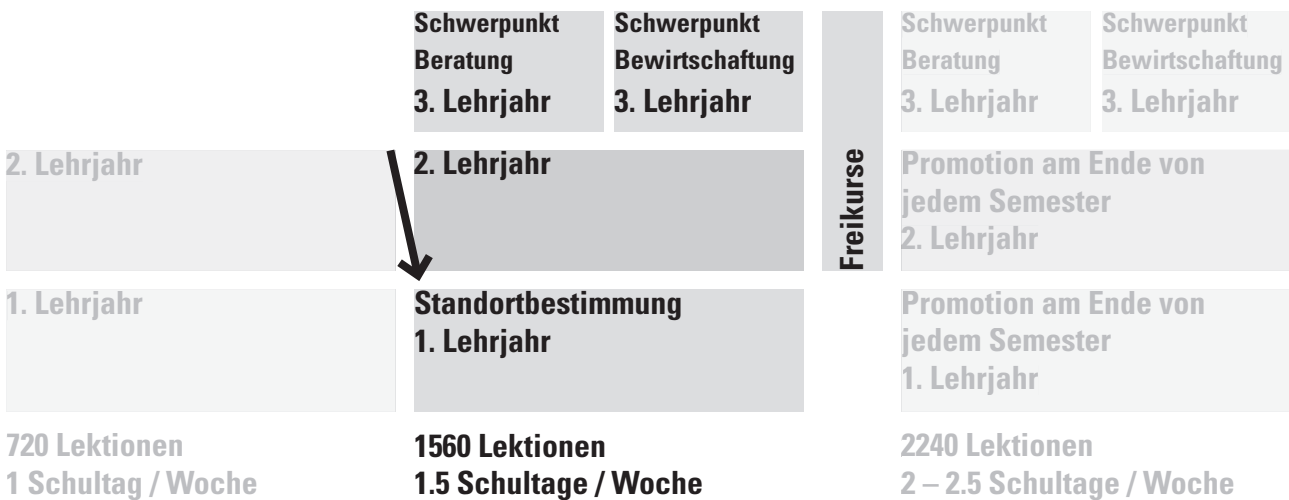 Schwerpunkt
Beratung
3. Lehrjahr
Schwerpunkt
Bewirtschaftung
3. Lehrjahr
Freikurse
Schwerpunkt
Beratung
3. Lehrjahr
Schwerpunkt
Bewirtschaftung
3. Lehrjahr
2. Lehrjahr
2. Lehrjahr
Promotion am Ende von
jedem Semester
2. Lehrjahr
1. Lehrjahr
Standortbestimmung
1. Lehrjahr
Promotion am Ende von
jedem Semester
1. Lehrjahr
720 Lektionen
1 Schultag / Woche
1560 Lektionen
1.5 Schultage / Woche
2240 Lektionen
2 – 2.5 Schultage / Woche